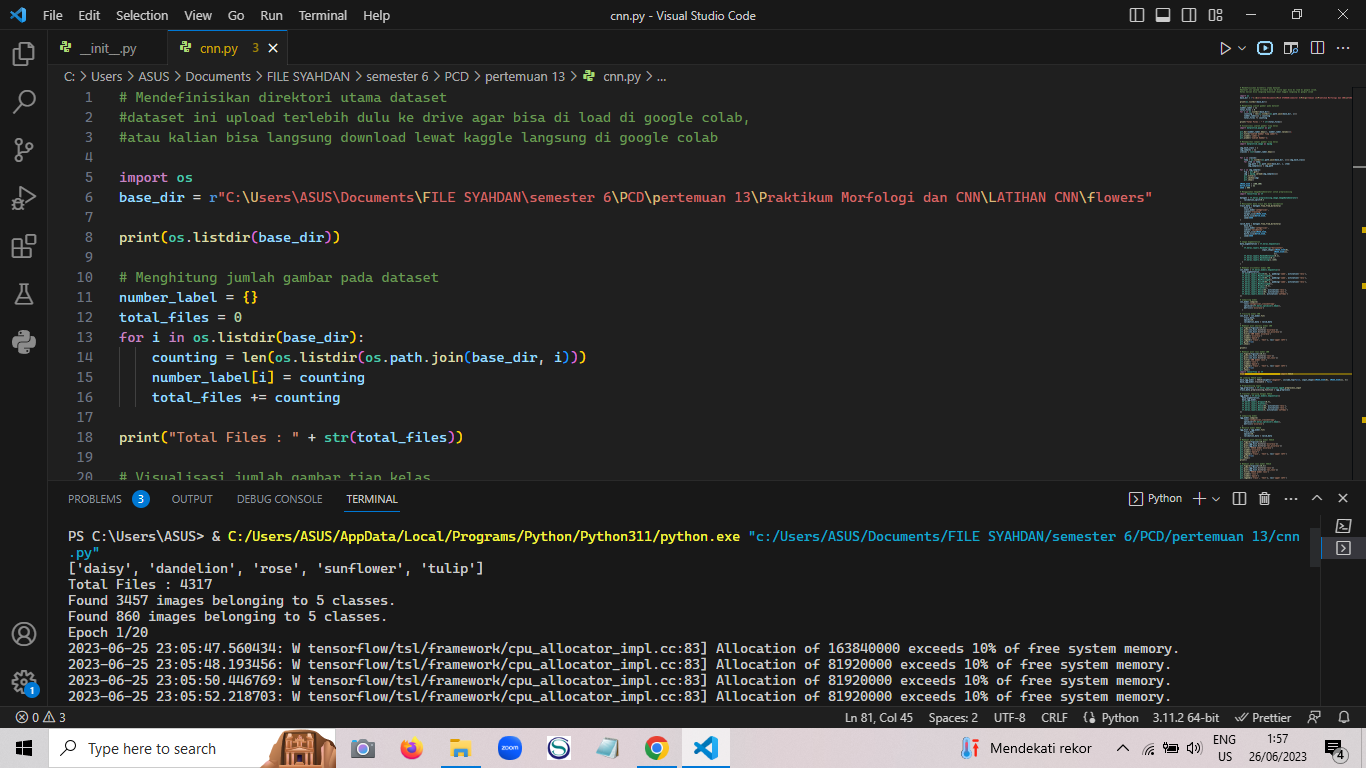 File Edit Selection View Go Run Terminal Help cnn.py - Visual Studio Code
__init__.py cnn.py 3
C: > Users > ASUS > Documents > FILE SYAHDAN > semester 6 > PCD > pertemuan 13 > cnn.py > ...
1 # Mendefinisikan direktori utama dataset
2 #dataset ini upload terlebih dulu ke drive agar bisa di load di google colab,
3 #atau kalian bisa langsung download lewat kaggle langsung di google colab
4
5 import os
6 base_dir = r"C:\Users\ASUS\Documents\FILE SYAHDAN\semester 6\PCD\pertemuan 13\Praktikum Morfologi dan CNN\LATIHAN CNN\flowers"
7
8 print(os.listdir(base_dir))
9
10 # Menghitung jumlah gambar pada dataset
11 number_label = {}
12 total_files = 0
13 for i in os.listdir(base_dir):
14 counting = len(os.listdir(os.path.join(base_dir, i)))
15 number_label[i] = counting
16 total_files += counting
17
18 print("Total Files : " + str(total_files))
19
20 # Visualisasi jumlah gambar tiap kelas
PROBLEMS 3 OUTPUT DEBUG CONSOLE TERMINAL Python
PS C:\Users\ASUS> & C:/Users/ASUS/AppData/Local/Programs/Python/Python311/python.exe "c:/Users/ASUS/Documents/FILE SYAHDAN/semester 6/PCD/pertemuan 13/cnn
.py"
['daisy', 'dandelion', 'rose', 'sunflower', 'tulip']
Total Files : 4317
Found 3457 images belonging to 5 classes.
Found 860 images belonging to 5 classes.
Epoch 1/20
2023-06-25 23:05:47.560434: W tensorflow/tsl/framework/cpu_allocator_impl.cc:83] Allocation of 163840000 exceeds 10% of free system memory.
2023-06-25 23:05:48.193456: W tensorflow/tsl/framework/cpu_allocator_impl.cc:83] Allocation of 81920000 exceeds 10% of free system memory.
2023-06-25 23:05:50.446769: W tensorflow/tsl/framework/cpu_allocator_impl.cc:83] Allocation of 81920000 exceeds 10% of free system memory.
2023-06-25 23:05:52.218703: W tensorflow/tsl/framework/cpu_allocator_impl.cc:83] Allocation of 81920000 exceeds 10% of free system memory.
1
0 3 Ln 81, Col 45 Spaces: 2 UTF-8 CRLF Python 3.11.2 64-bit Prettier
Type here to search zoom Mendekati rekor ENG US 1:57 26/06/2023 4